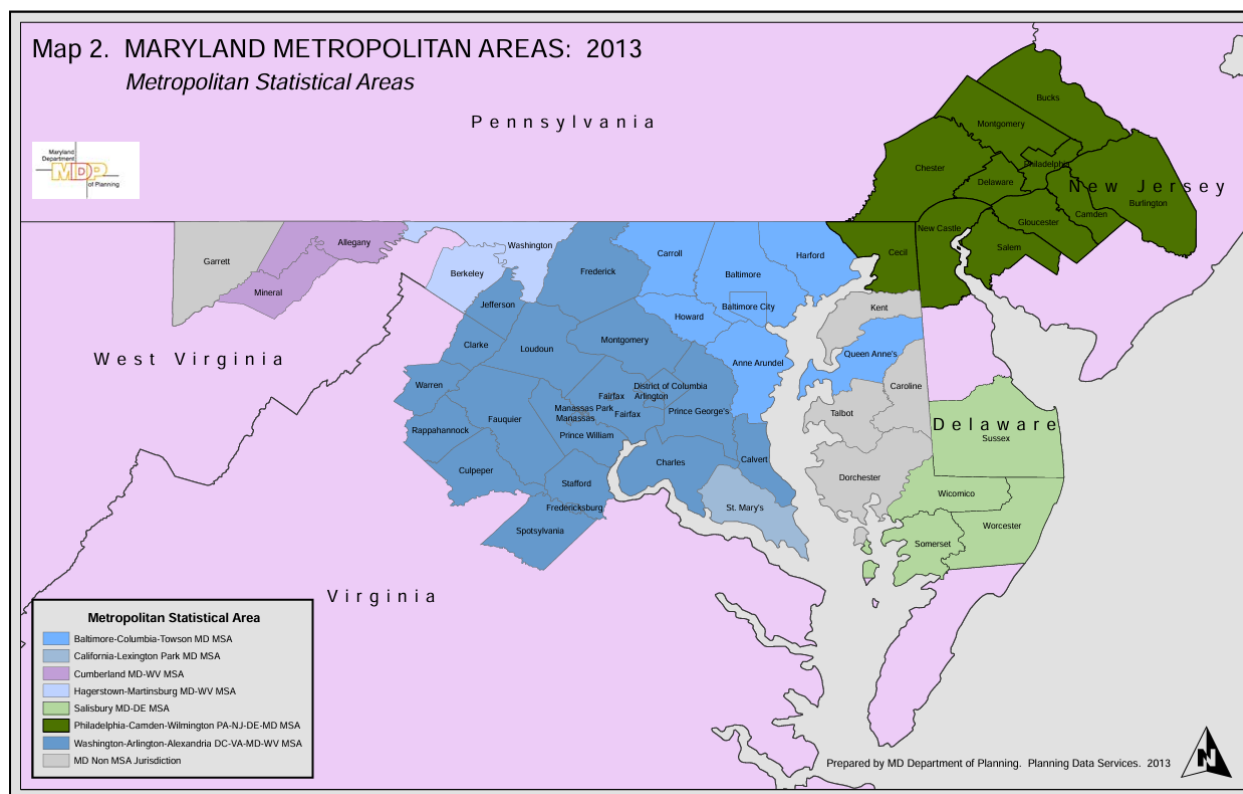 Map 2. MARYLAND METROPOLITAN AREAS: 2013
Metropolitan Statistical Areas
Maryland
Department
MDP
of Planning
Pennsylvania
New Jersey
West Virginia
Virginia
Delaware
Bucks
Montgomery
Philadelphia
Chester
Delaware
Burlington
Camden
Gloucester
New Castle
Salem
Cecil
Garrett
Allegany
Mineral
Washington
Berkeley
Frederick
Carroll
Baltimore
Harford
Baltimore City
Jefferson
Howard
Kent
Clarke
Loudoun
Montgomery
Anne Arundel
Queen Anne's
Warren
District of Columbia
Arlington
Fairfax
Caroline
Manassas Park
Manassas
Fairfax
Prince George's
Talbot
Fauquier
Rappahannock
Prince William
Sussex
Culpeper
Charles
Calvert
Stafford
Dorchester
Wicomico
Fredericksburg
St. Mary's
Spotsylvania
Worcester
Somerset
Metropolitan Statistical Area
Baltimore-Columbia-Towson MD MSA
California-Lexington Park MD MSA
Cumberland MD-WV MSA
Hagerstown-Martinsburg MD-WV MSA
Salisbury MD-DE MSA
Philadelphia-Camden-Wilmington PA-NJ-DE-MD MSA
Washington-Arlington-Alexandria DC-VA-MD-WV MSA
MD Non MSA Jurisdiction
Prepared by MD Department of Planning. Planning Data Services. 2013
N